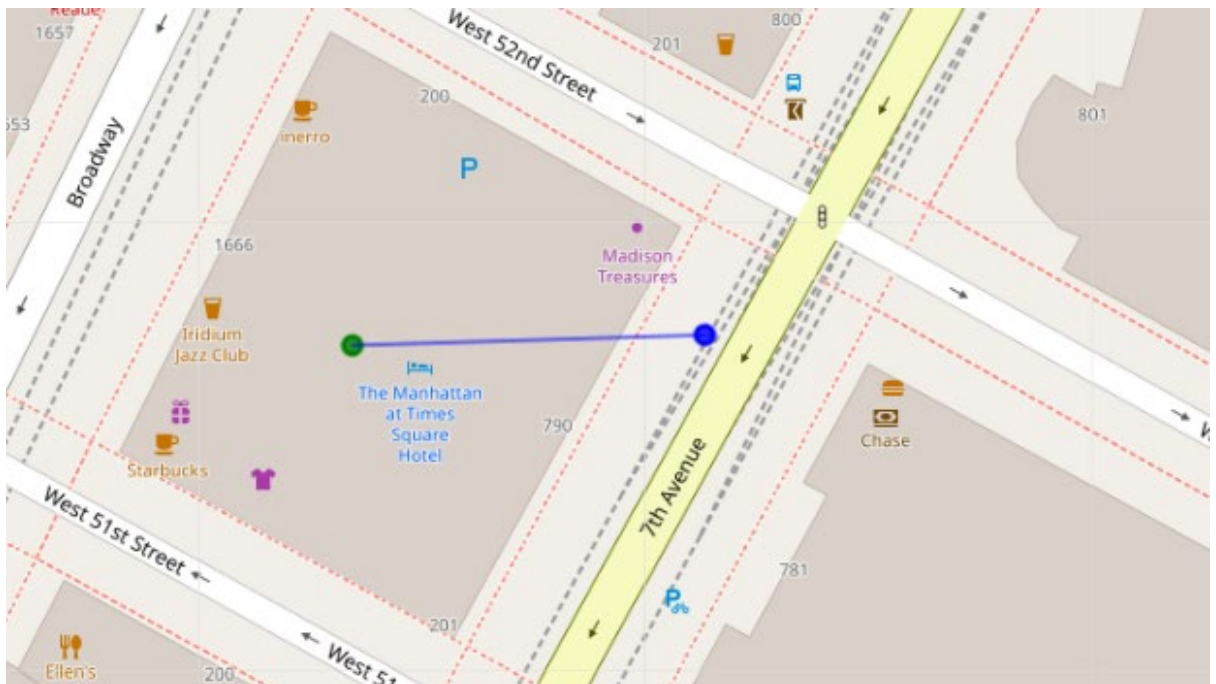 Reade
1657
West 52nd Street
201
800
801
553
200
inerro
P
Broadway
1666
Madison
Treasures
Iridium
Jazz Club
The Manhattan
at Times
Square
Hotel
790
Chase
Starbucks
7th Avenue
West 51st Street
781
P
201
West 51
Ellen's
200
W